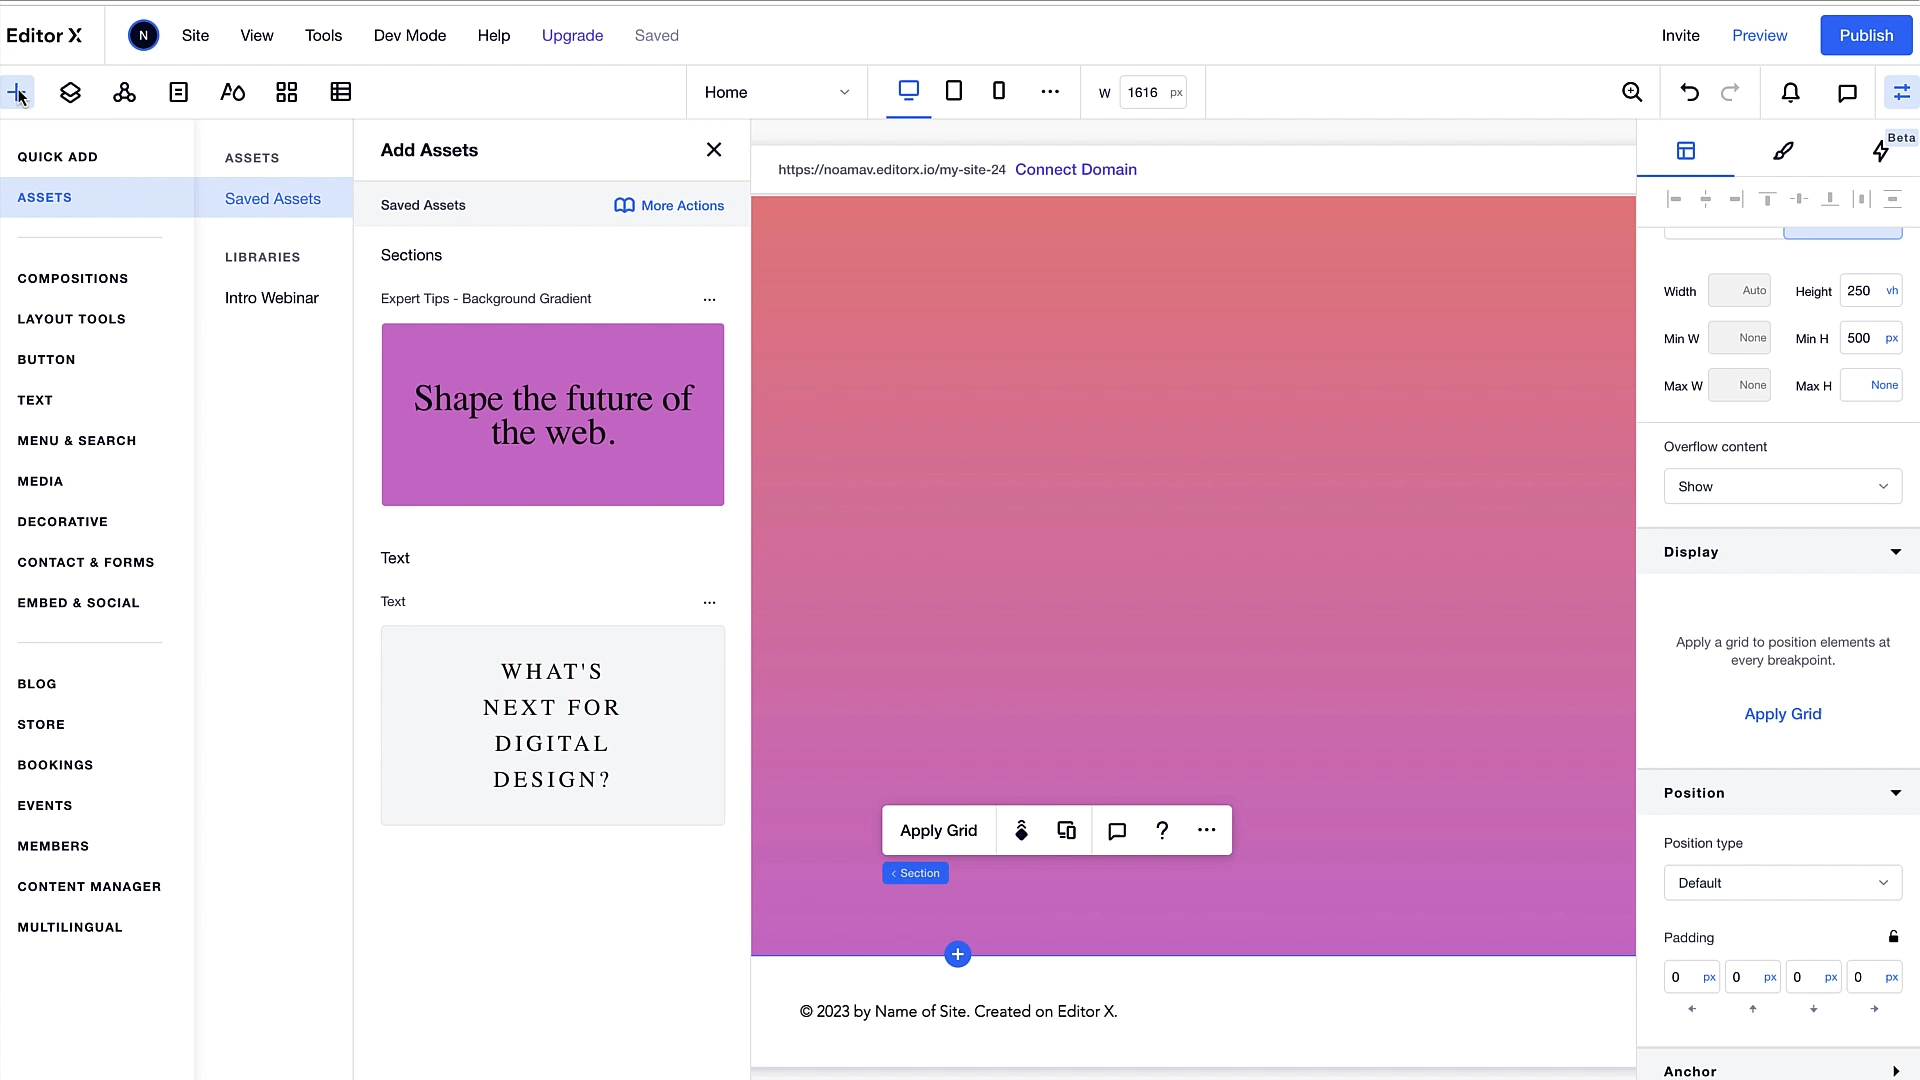 Editor X
N
Site
View
Tools
Dev Mode
Help
Upgrade
Saved
Invite
Preview
Publish
Home
W 1616 px
QUICK ADD
ASSETS
COMPOSITIONS
LAYOUT TOOLS
BUTTON
TEXT
MENU & SEARCH
MEDIA
DECORATIVE
CONTACT & FORMS
EMBED & SOCIAL
BLOG
STORE
BOOKINGS
EVENTS
MEMBERS
CONTENT MANAGER
MULTILINGUAL
ASSETS
Saved Assets
LIBRARIES
Intro Webinar
Add Assets
Saved Assets
More Actions
Sections
Expert Tips - Background Gradient
Shape the future of
the web.
Text
Text
WHAT'S
NEXT FOR
DIGITAL
DESIGN?
https://noamav.editorx.io/my-site-24 Connect Domain
Apply Grid
?
< Section
© 2023 by Name of Site. Created on Editor X.
Beta
Width Auto Height 250 vh
Min W None Min H 500 px
Max W None Max H None
Overflow content
Show
Display
Apply a grid to position elements at
every breakpoint.
Apply Grid
Position
Position type
Default
Padding
0 px 0 px 0 px 0 px
Anchor